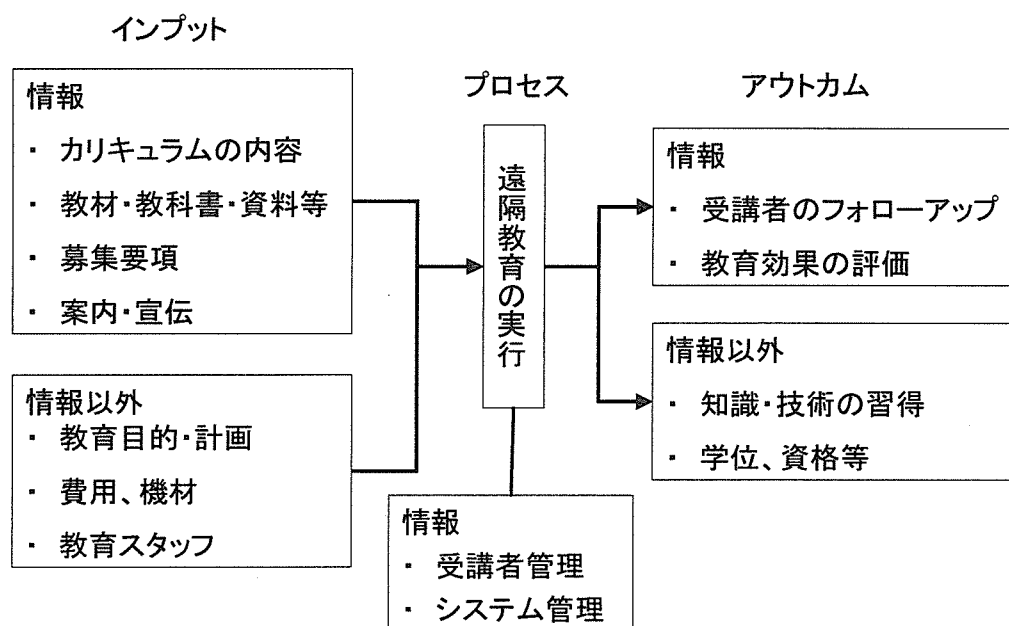 インプット
情報
・ カリキュラムの内容
・ 教材・教科書・資料等
・ 募集要項
・ 案内・宣伝
情報以外
・ 教育目的・計画
・ 費用、機材
・ 教育スタッフ
プロセス
遠隔教育の実行
情報
・ 受講者管理
・ システム管理
アウトカム
情報
・ 受講者のフォローアップ
・ 教育効果の評価
情報以外
・ 知識・技術の習得
・ 学位、資格等